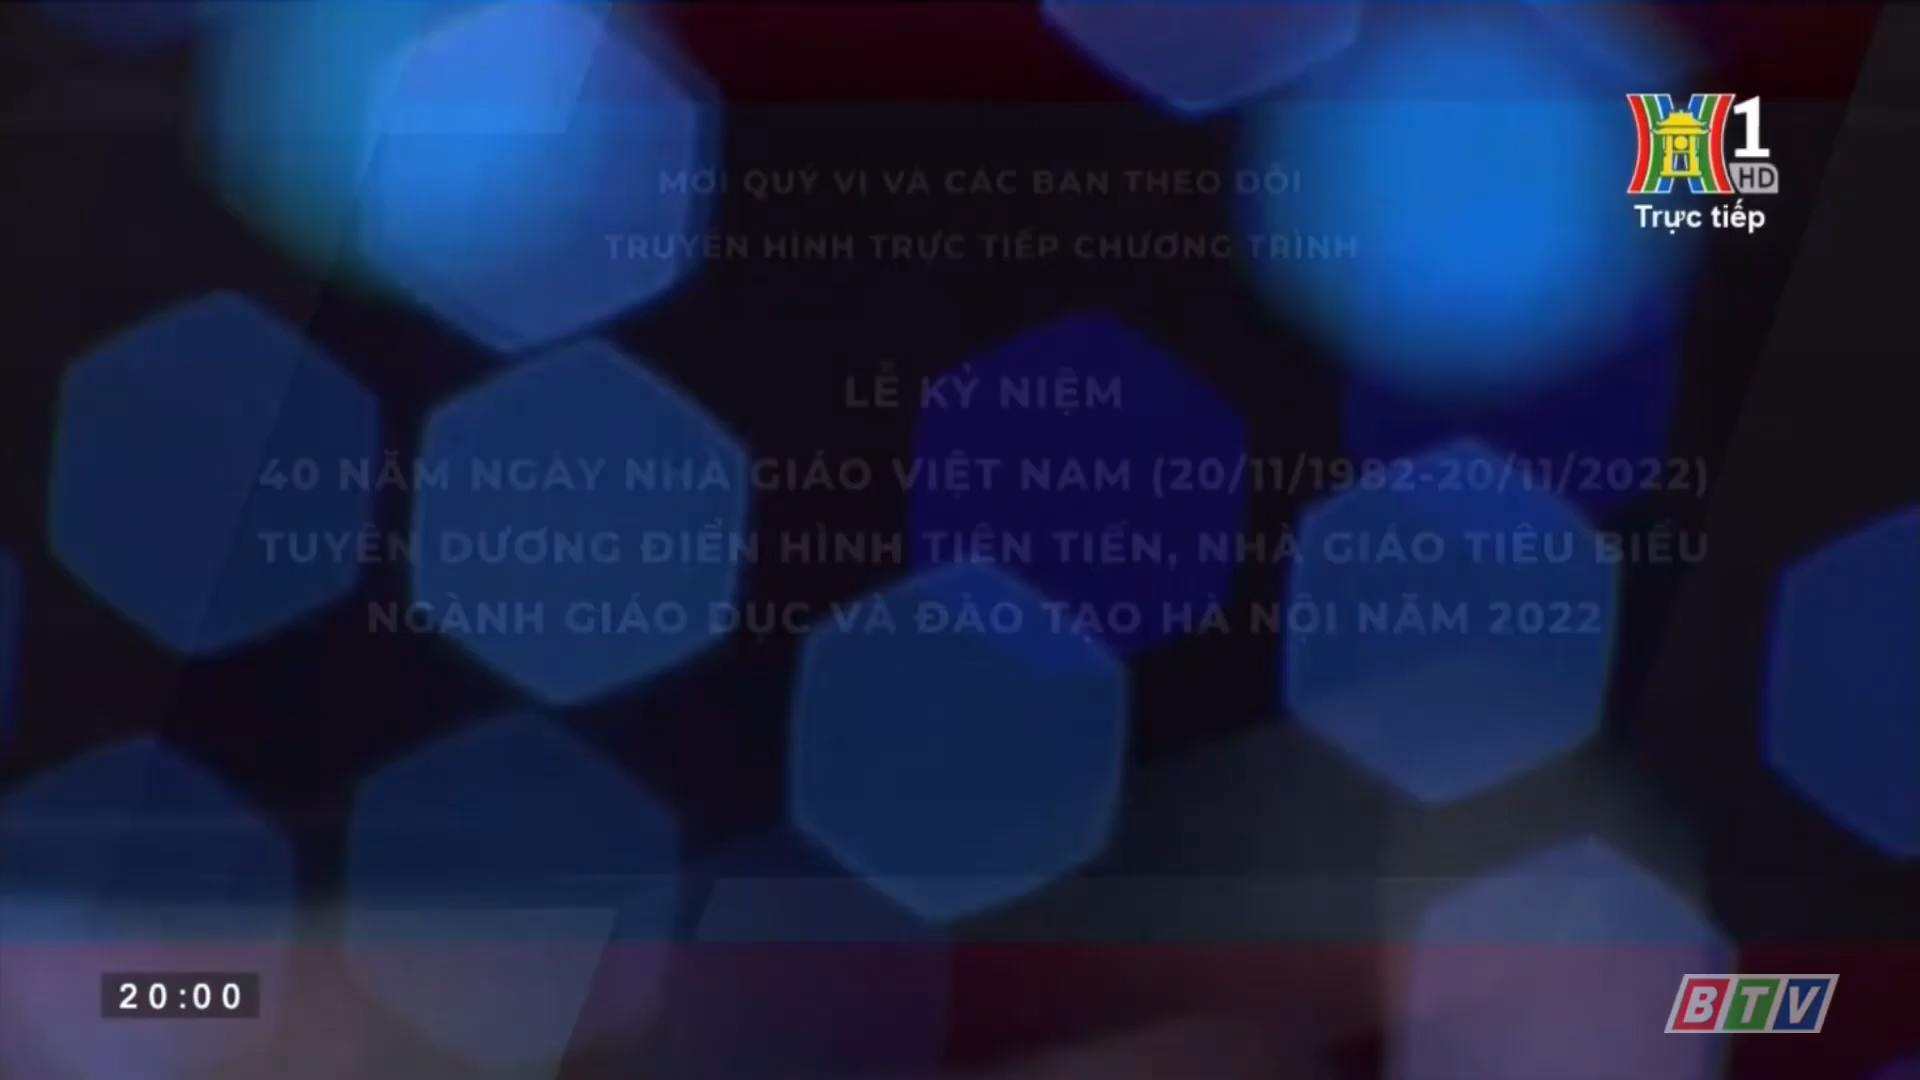 1
HD
Trực tiếp
MỜI QUÝ VỊ VÀ CÁC BẠN THEO DÕI
TRUYỀN HÌNH TRỰC TIẾP CHƯƠNG TRÌNH
LỄ KỶ NIỆM
40 NĂM NGÀY NHÀ GIÁO VIỆT NAM (20/11/1982-20/11/2022)
TUYÊN DƯƠNG ĐIỂN HÌNH TIÊN TIẾN, NHÀ GIÁO TIÊU BIỂU
NGÀNH GIÁO DỤC VÀ ĐÀO TẠO HÀ NỘI NĂM 2022
20:00
BTV